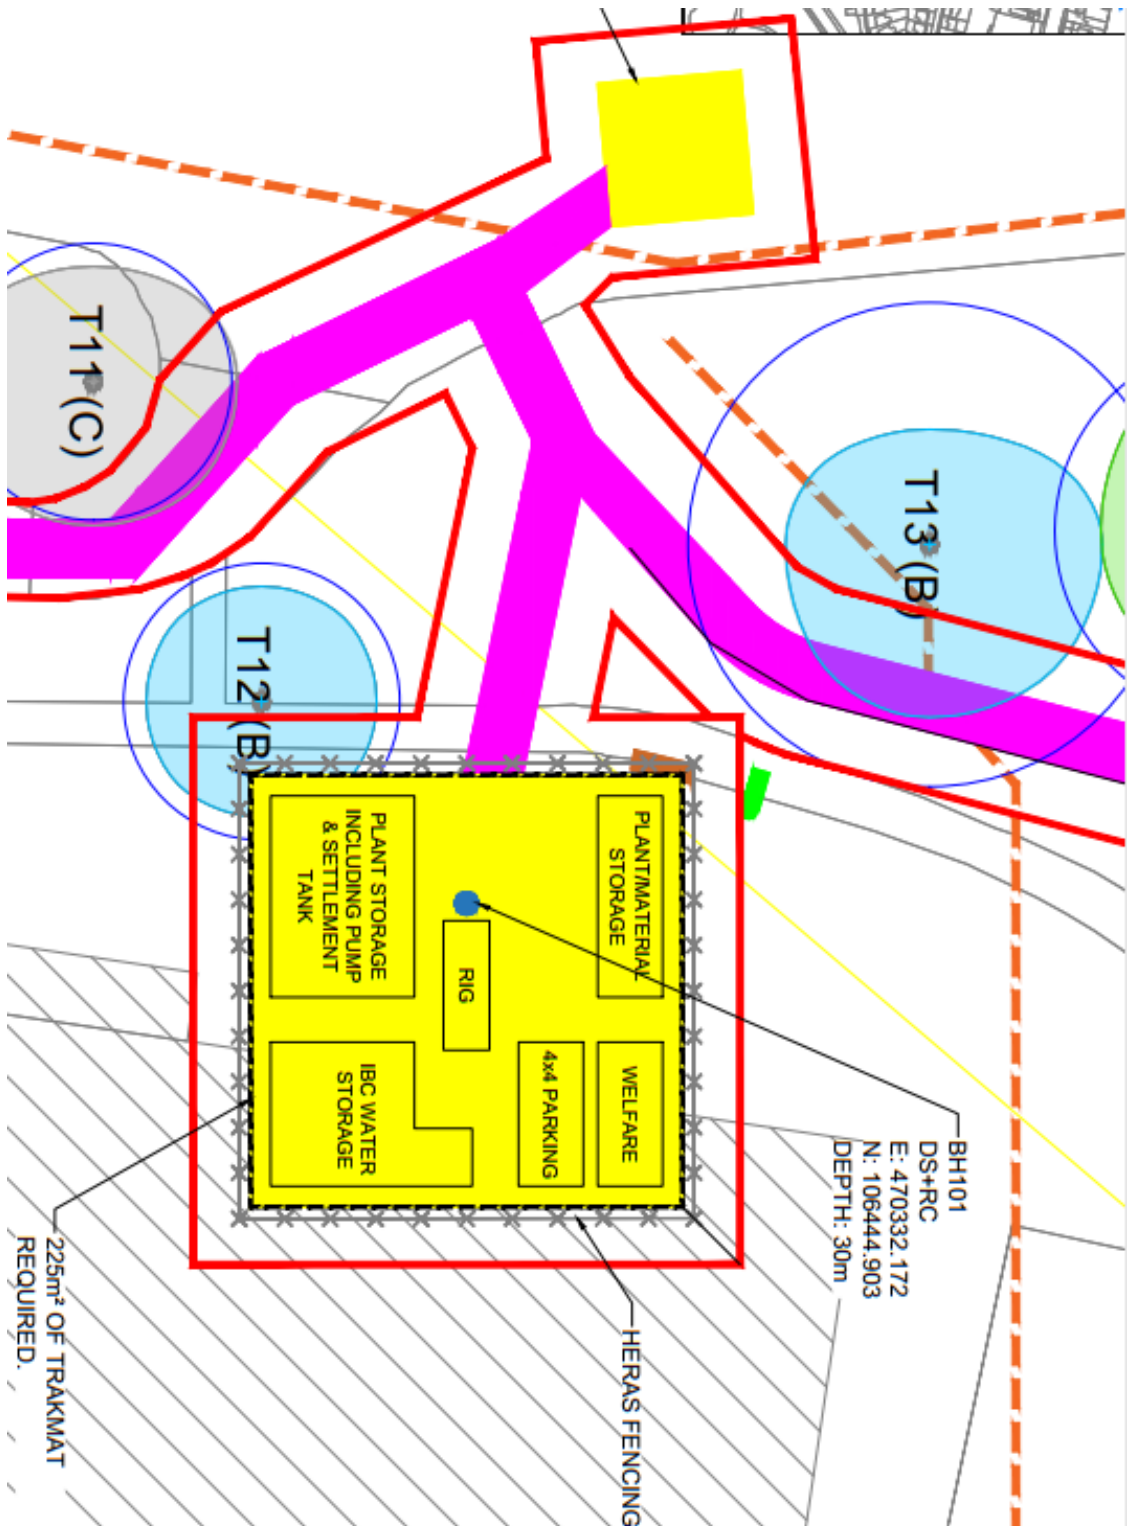 T11 (C)
T13 (B)
T12 (B)
PLANT STORAGE
INCLUDING PUMP
& SETTLEMENT
TANK
PLANT/MATERIAL
STORAGE
RIG
IBC WATER
STORAGE
4x4 PARKING
WELFARE
BH101
DS+RC
E: 470332.172
N: 106444.903
DEPTH: 30m
225m² OF TRAKMAT
REQUIRED.
HERAS FENCING